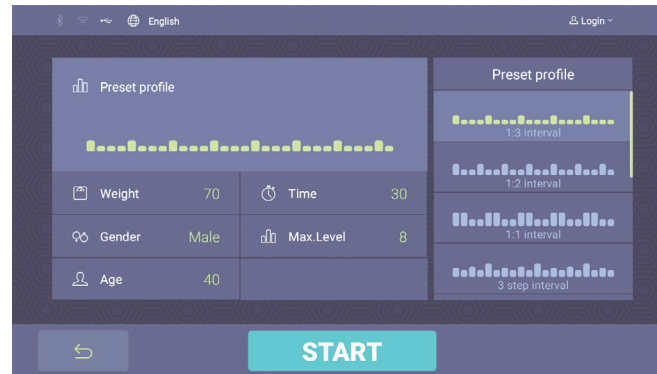 English
Login
Preset profile
Weight 70
Time 30
Gender Male
Max.Level 8
Age 40
Preset profile
1:3 interval
1:2 interval
1:1 interval
3 step interval
START